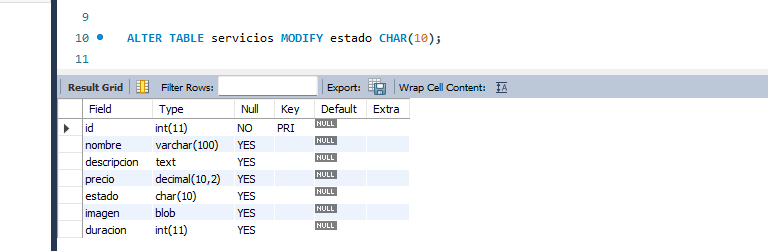 9
10 ALTER TABLE servicios MODIFY estado CHAR(10);
11
Result Grid Filter Rows: Export: Wrap Cell Content: IA
Field Type Null Key Default Extra
id int(11) NO PRI NULL
nombre varchar(100) YES NULL
descripcion text YES NULL
precio decimal(10,2) YES NULL
estado char(10) YES NULL
imagen blob YES NULL
duracion int(11) YES NULL